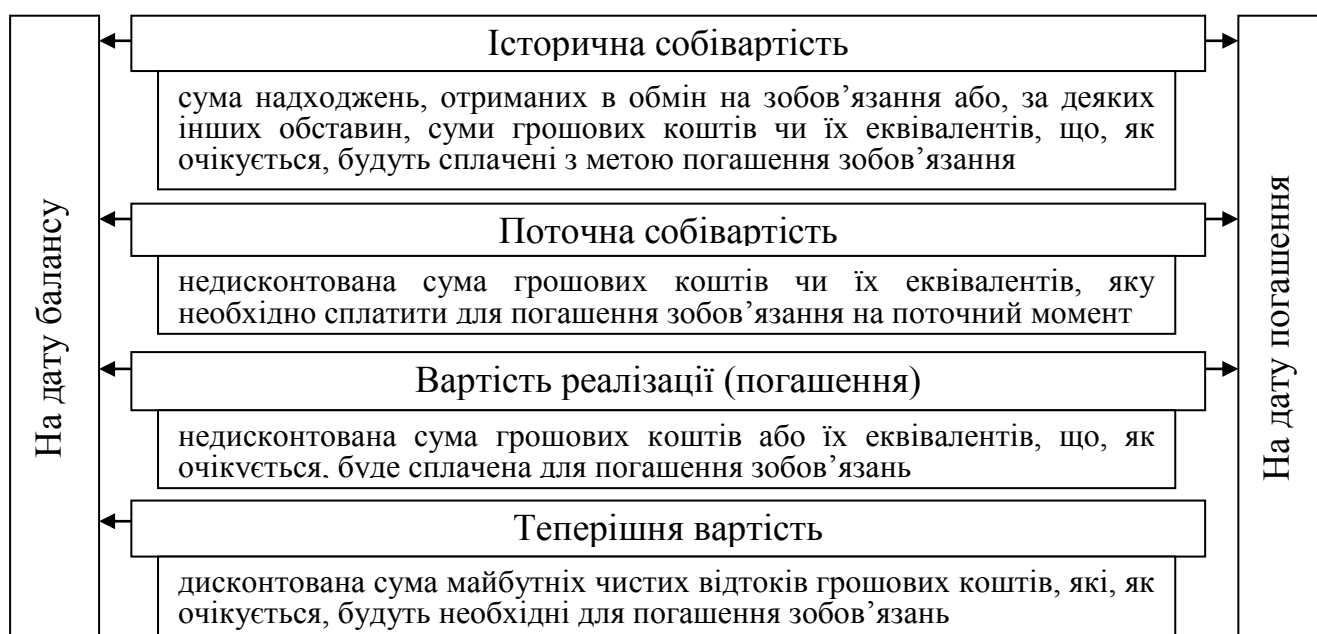 На дату балансу
Історична собівартість
сума надходжень, отриманих в обмін на зобов’язання або, за деяких
інших обставин, суми грошових коштів чи їх еквівалентів, що, як
очікується, будуть сплачені з метою погашення зобов’язання
Поточна собівартість
недисконтована сума грошових коштів чи їх еквівалентів, яку
необхідно сплатити для погашення зобов’язання на поточний момент
Вартість реалізації (погашення)
недисконтована сума грошових коштів або їх еквівалентів, що, як
очікується, буде сплачена для погашення зобов’язань
Теперішня вартість
дисконтована сума майбутніх чистих відтоків грошових коштів, які, як
очікується, будуть необхідні для погашення зобов’язань
На дату погашення